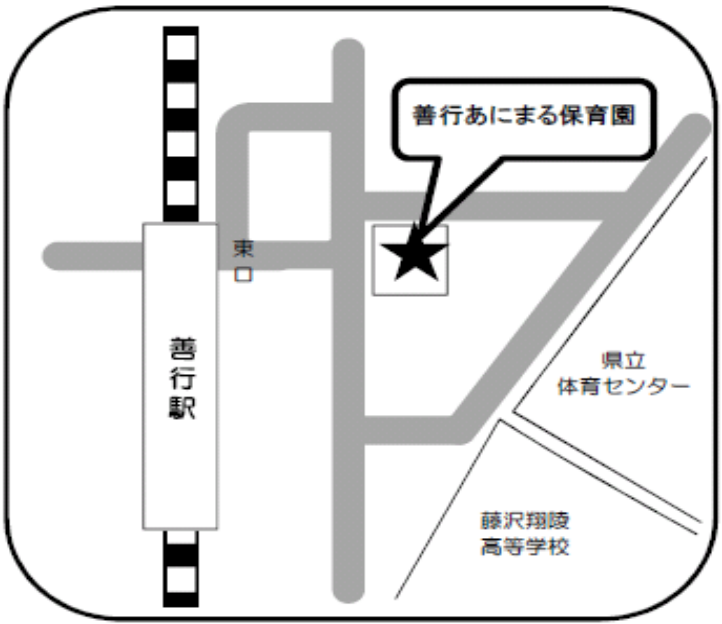 善行あにまる保育園
東口
善行駅
県立
体育センター
藤沢翔陵
高等学校